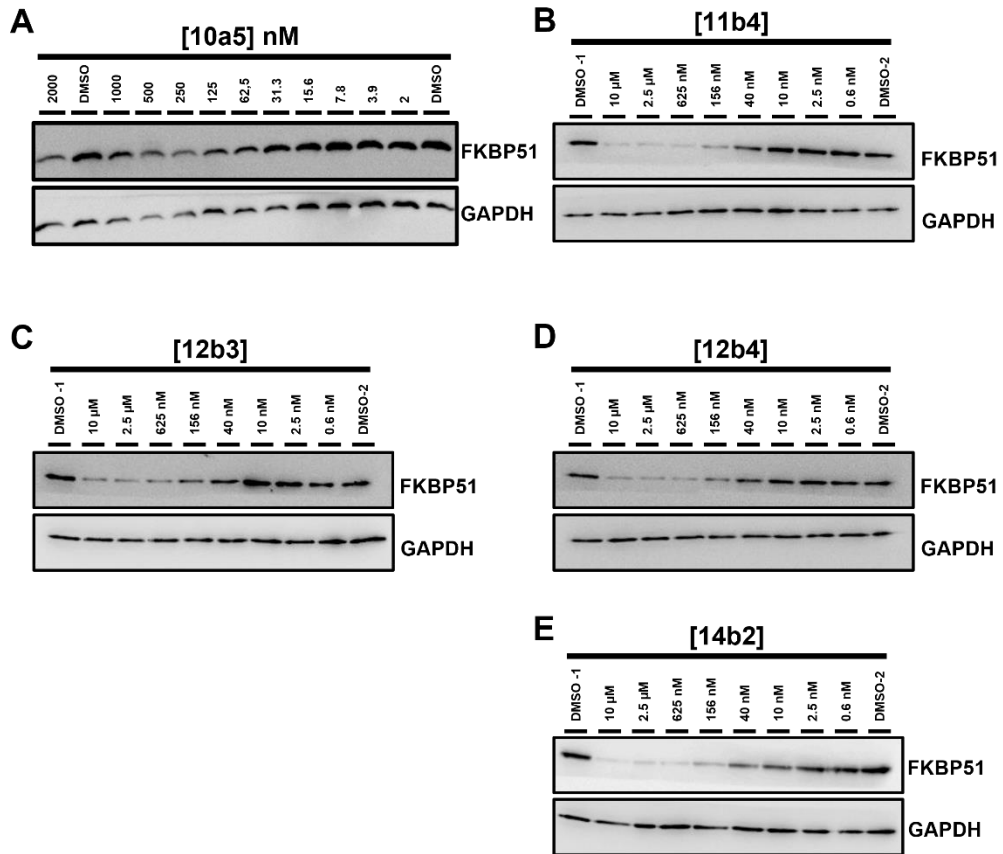 A
[10a5] nM
2000 DMSO 1000 500 250 125 62,5 31.3 15.6 7.8 3.9 2 DMSO
FKBP51
GAPDH
B
[11b4]
DMSO -1 10 µM 2.5 µM 625 nM 156 nM 40 nM 10 nM 2.5 nM 0.6 nM DMSO-2
FKBP51
GAPDH
C
[12b3]
DMSO -1 10 µM 2.5 µM 625 nM 156 nM 40 nM 10 nM 2.5 nM 0.6 nM DMSO-2
FKBP51
GAPDH
D
[12b4]
DMSO -1 10 µM 2.5 µM 625 nM 156 nM 40 nM 10 nM 2.5 nM 0.6 nM DMSO-2
FKBP51
GAPDH
E
[14b2]
DMSO -1 10 µM 2.5 µM 625 nM 156 nM 40 nM 10 nM 2.5 nM 0.6 nM DMSO-2
FKBP51
GAPDH